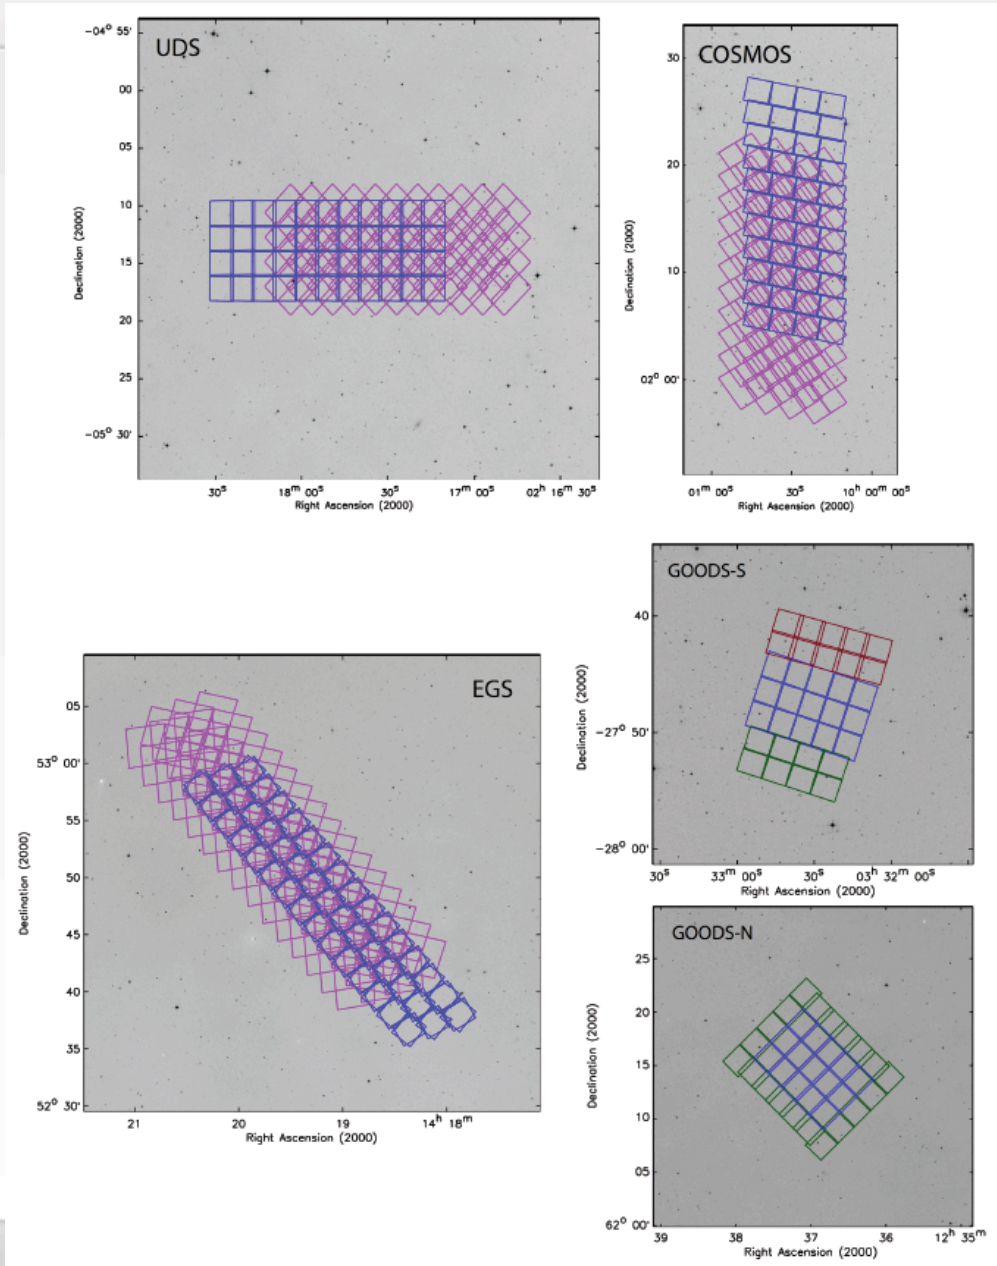 UDS
-04° 55'
00
05
10
15
20
25
-05° 30'
Declination (2000)
30ˢ 18ᵐ 00ˢ 30ˢ 17ᵐ 00ˢ 02ʰ 16ᵐ 30ˢ
Right Ascension (2000)
COSMOS
30
20
10
02° 00'
Declination (2000)
01ᵐ 00ˢ 30ˢ 10ʰ 00ᵐ 00ˢ
Right Ascension (2000)
EGS
05
53° 00'
55
50
45
40
35
52° 30'
Declination (2000)
21 20 19 14ʰ 18ᵐ
Right Ascension (2000)
GOODS-S
40
-27° 50'
-28° 00'
Declination (2000)
30ˢ 33ᵐ 00ˢ 30ˢ 03ʰ 32ᵐ 00ˢ
Right Ascension (2000)
GOODS-N
25
20
15
10
05
62° 00'
Declination (2000)
39 38 37 36 12ʰ 35ᵐ
Right Ascension (2000)